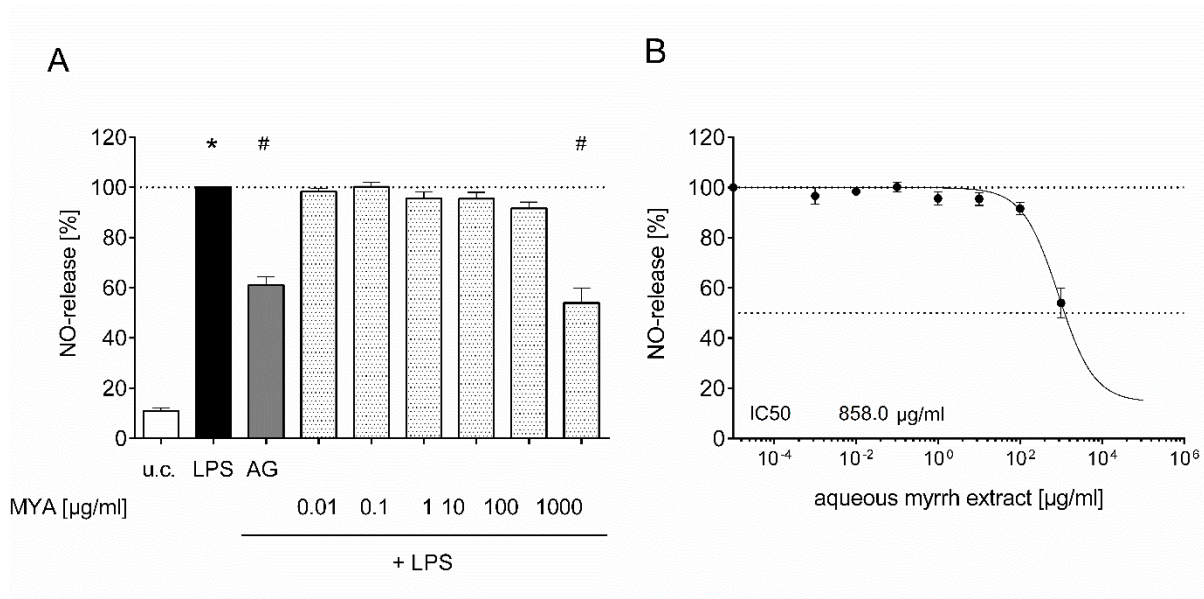 A
B
* # #
120
100
80
60
40
20
0
NO-release [%]
u.c. LPS AG
MYA [µg/ml] 0.01 0.1 1 10 100 1000
+ LPS
120
100
80
60
40
20
0
NO-release [%]
IC50 858.0 µg/ml
10-4 10-2 100 102 104 106
aqueous myrrh extract [µg/ml]